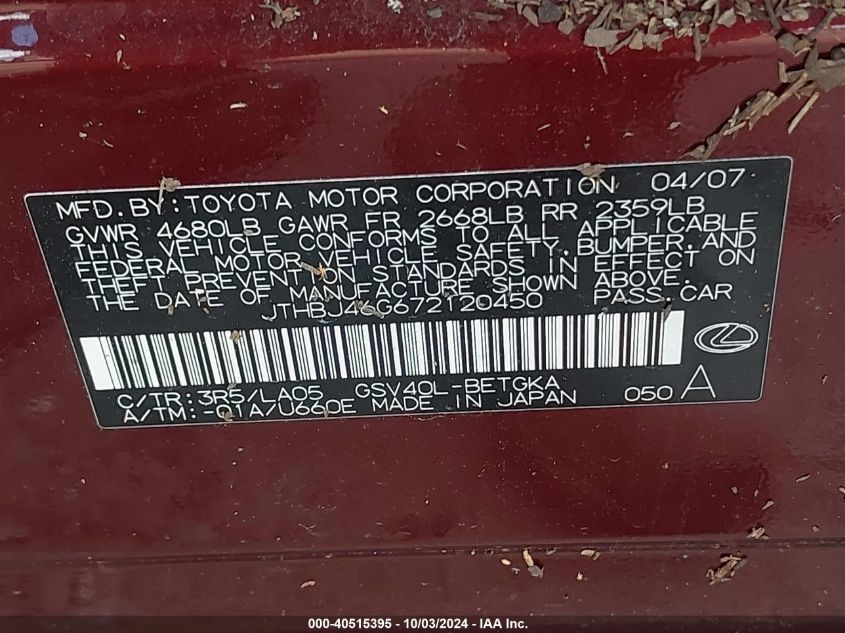 MFD.BY:TOYOTA MOTOR CORPORATION 04/07
GVWR 4680LB GAWR FR 2668LB RR 2359LB
THIS VEHICLE CONFORMS TO ALL APPLICABLE
FEDERAL MOTOR VEHICLE SAFETY,BUMPER,AND
THEFT PREVENTION STANDARDS IN EFFECT ON
THE DATE OF MANUFACTURE SHOWN ABOVE.
JTHBJ46G672120450 PASS.CAR
C/TR:3R5/LA05 GSV40L-BETGKA
A/TM:-01A/U660E MADE IN JAPAN 050 A
000-40515395 - 10/03/2024 - IAA Inc.